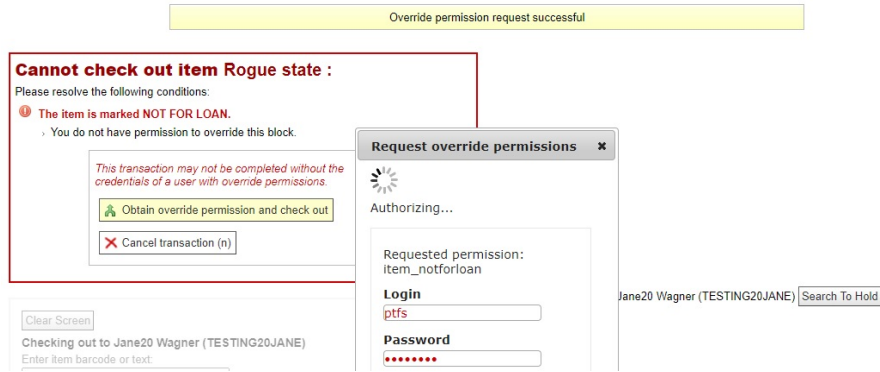 Override permission request successful
Cannot check out item Rogue state :
Please resolve the following conditions:
The item is marked NOT FOR LOAN.
› You do not have permission to override this block.
This transaction may not be completed without the
credentials of a user with override permissions.
Obtain override permission and check out
Cancel transaction (n)
Request override permissions
Authorizing...
Requested permission:
item_notforloan
Login
ptfs
Password
••••••••
Jane20 Wagner (TESTING20JANE) Search To Hold
Clear Screen
Checking out to Jane20 Wagner (TESTING20JANE)
Enter item barcode or text: